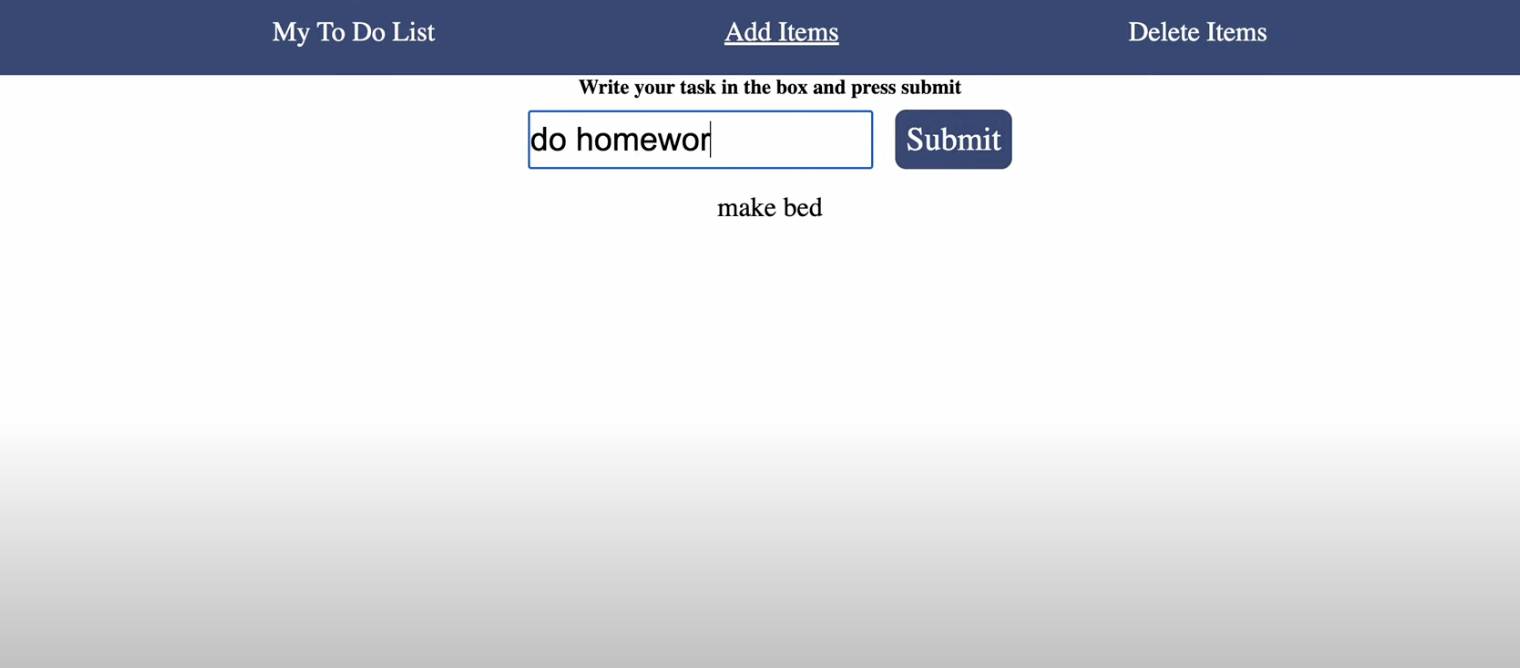 My To Do List Add Items Delete Items
Write your task in the box and press submit
do homewor Submit
make bed